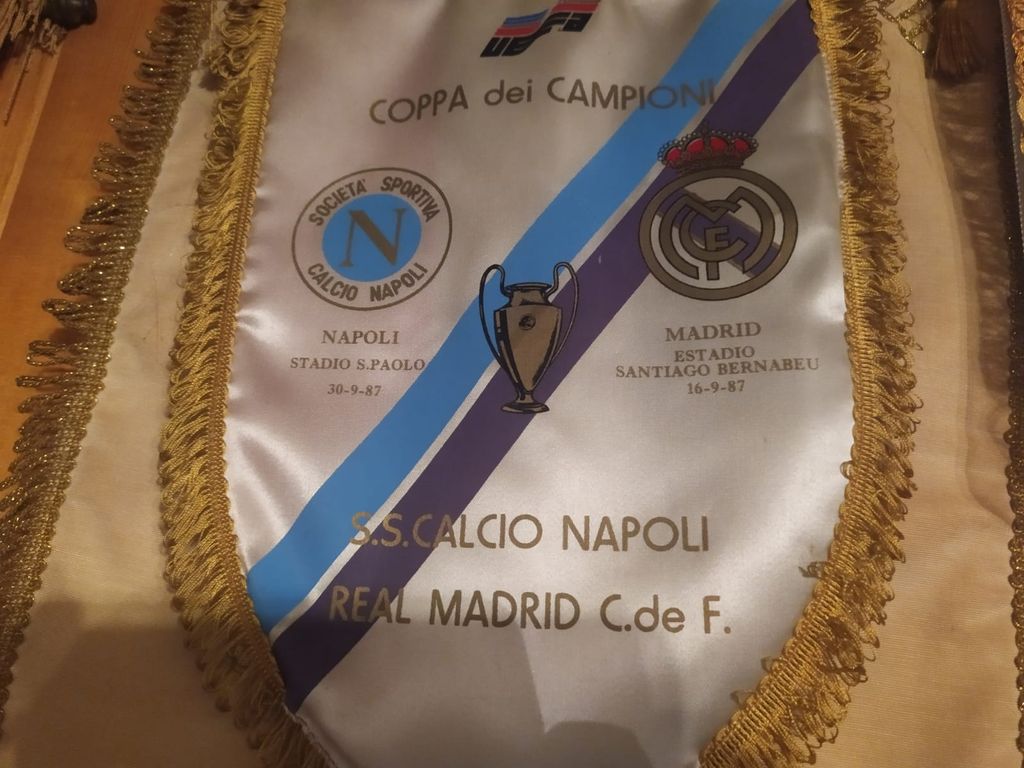 UEFA
COPPA dei CAMPIONI
SOCIETA' SPORTIVA
N
CALCIO NAPOLI
NAPOLI
STADIO S.PAOLO
30-9-87
MCF
MADRID
ESTADIO
SANTIAGO BERNABEU
16-9-87
S.S.CALCIO NAPOLI
REAL MADRID C.de F.